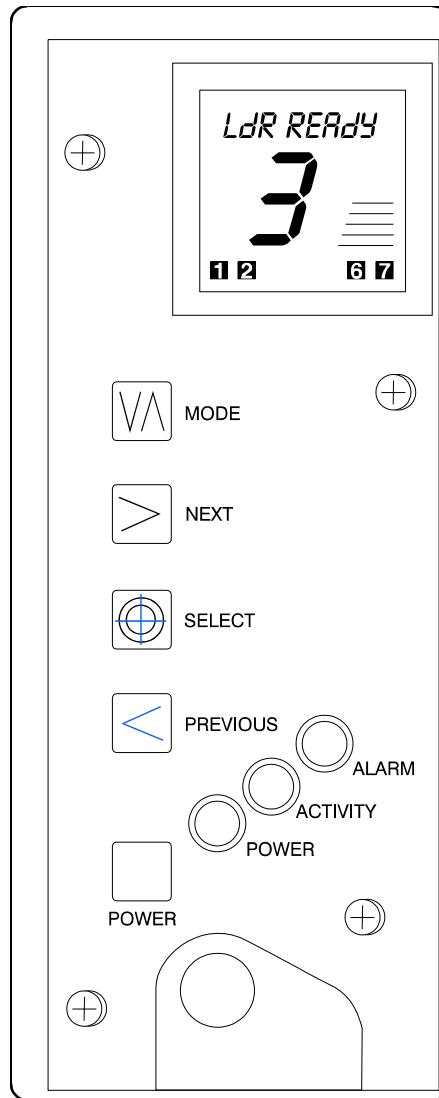 LdR REAdY
3
1 2 6 7
MODE
NEXT
SELECT
PREVIOUS
ALARM
ACTIVITY
POWER
POWER